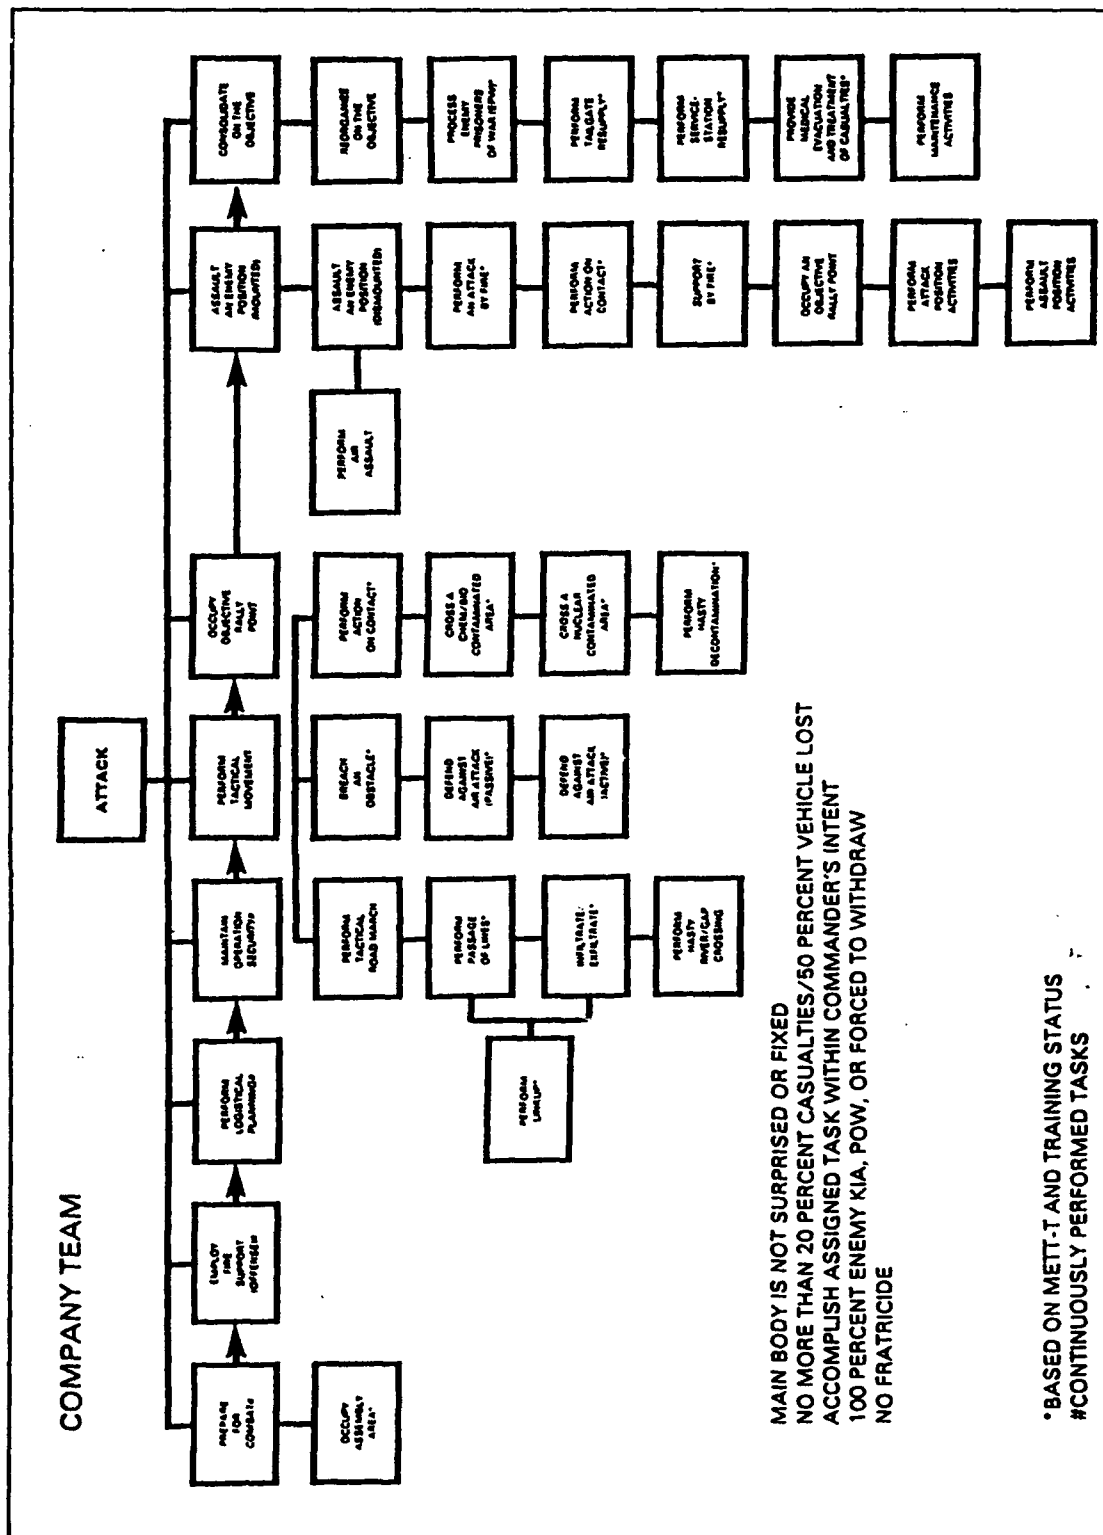 COMPANY TEAM
ATTACK
PREPARE
FOR
COMBAT#
EMPLOY
FIRE
SUPPORT
(OFFENSE)#
PERFORM
LOGISTICAL
PLANNING#
MAINTAIN
OPERATION
SECURITY#
PERFORM
TACTICAL
MOVEMENT
OCCUPY
OBJECTIVE
RALLY
POINT
ASSAULT
AN ENEMY
POSITION
(MOUNTED)
CONSOLIDATE
ON THE
OBJECTIVE
OCCUPY
ASSEMBLY
AREA*
PERFORM
TACTICAL
ROAD MARCH
PERFORM
PASSAGE
OF LINES*
INFILTRATE/
EXFILTRATE*
PERFORM
HASTY
RIVER/GAP
CROSSING
PERFORM
LINKUP*
BREACH
AN
OBSTACLE*
DEFEND
AGAINST
AIR ATTACK
(PASSIVE)*
DEFEND
AGAINST
AIR ATTACK
(ACTIVE)*
PERFORM
ACTION
ON CONTACT*
CROSS A
CHEM/BIO
CONTAMINATED
AREA*
CROSS A
NUCLEAR
CONTAMINATED
AREA*
PERFORM
HASTY
DECONTAMINATION*
PERFORM
AIR
ASSAULT
ASSAULT
AN ENEMY
POSITION
(DISMOUNTED)
PERFORM
AN ATTACK
BY FIRE*
PERFORM
ACTION ON
CONTACT*
SUPPORT
BY FIRE*
OCCUPY AN
OBJECTIVE
RALLY POINT
PERFORM
ATTACK
POSITION
ACTIVITIES
PERFORM
ASSAULT
POSITION
ACTIVITIES
REORGANIZE
ON THE
OBJECTIVE
PROCESS
ENEMY
PRISONERS
OF WAR (EPW)*
PERFORM
TAILGATE
RESUPPLY*
PERFORM
SERVICE-
STATION
RESUPPLY*
PROVIDE
MEDICAL
EVACUATION
AND TREATMENT
OF CASUALTIES*
PERFORM
MAINTENANCE
ACTIVITIES
MAIN BODY IS NOT SURPRISED OR FIXED
NO MORE THAN 20 PERCENT CASUALTIES/50 PERCENT VEHICLE LOST
ACCOMPLISH ASSIGNED TASK WITHIN COMMANDER'S INTENT
100 PERCENT ENEMY KIA, POW, OR FORCED TO WITHDRAW
NO FRATRICIDE
*BASED ON METT-T AND TRAINING STATUS
#CONTINUOUSLY PERFORMED TASKS